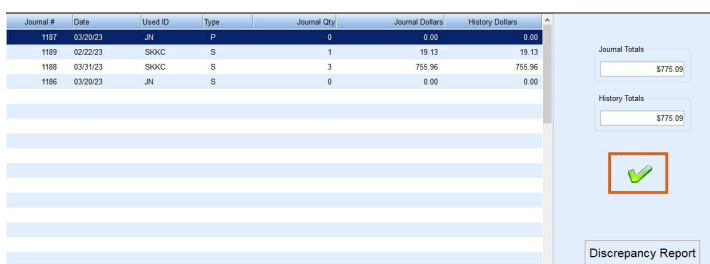 Journal # Date Used ID Type Journal Qty Journal Dollars History Dollars
1187 03/20/23 JN P 0 0.00 0.00
1189 02/22/23 SKKC S 1 19.13 19.13
1188 03/31/23 SKKC S 3 755.96 755.96
1186 03/20/23 JN S 0 0.00 0.00
Journal Totals
$775.09
History Totals
$775.09
Discrepancy Report